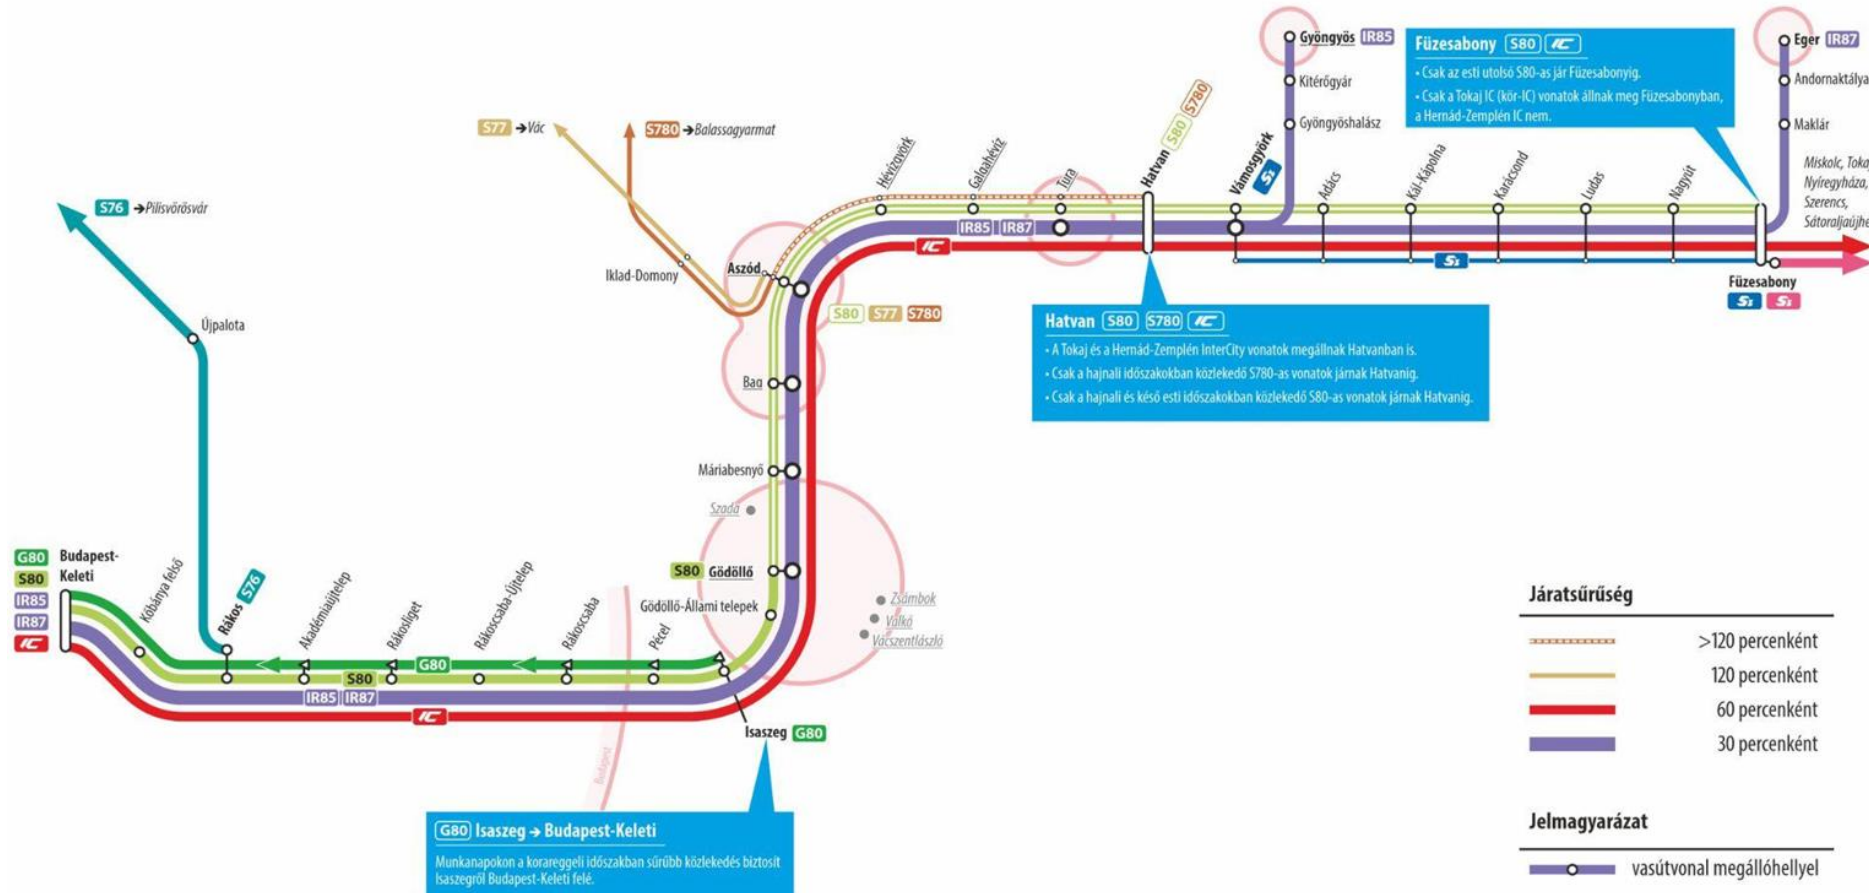 Gyöngyös IR85
Kitérőgyár
Gyöngyöshalász
Füzesabony S80 IC
• Csak az esti utolsó S80-as jár Füzesabonyig.
• Csak a Tokaj IC (kör-IC) vonatok állnak meg Füzesabonyban,
a Hernád-Zemplén IC nem.
Eger IR87
Andornaktálya
Maklár
Miskolc, Tokaj
Nyíregyháza,
Szerencs,
Sátoraljaújhe
S77 → Vác
S780 → Balassagyarmat
S76 → Pilisvörösvár
Hévízgyörk
Galgahévíz
Tura
Hatvan S80 S780
Vámosgyörk
Adács
Kál-Kápolna
Karácsond
Ludas
Nagyút
IR85 IR87
IC
Iklad-Domony
Aszód
S80 S77 S780
Füzesabony
Hatvan S80 S780 IC
• A Tokaj és a Hernád-Zemplén InterCity vonatok megállnak Hatvanban is.
• Csak a hajnali időszakokban közlekedő S780-as vonatok járnak Hatvanig.
• Csak a hajnali és késő esti időszakokban közlekedő S80-as vonatok járnak Hatvanig.
Újpalota
Bag
Máriabesnyő
Szada
S80 Gödöllő
Gödöllő-Állami telepek
Zsámbok
Valkó
Vácszentlászló
G80 Budapest-
S80 Keleti
IR85
IR87
IC
Kőbánya felső
Rákos S76
Akadémiaújtelep
Rákosliget
Rákoscsaba-Újtelep
Rákoscsaba
Pécel
G80
S80
IR85 IR87
IC
Isaszeg G80
Budapest
G80 Isaszeg → Budapest-Keleti
Munkanapokon a korareggeli időszakban sűrűbb közlekedés biztosít
Isaszegről Budapest-Keleti felé.
Járatsűrűség
>120 percenként
120 percenként
60 percenként
30 percenként
Jelmagyarázat
vasútvonal megállóhellyel